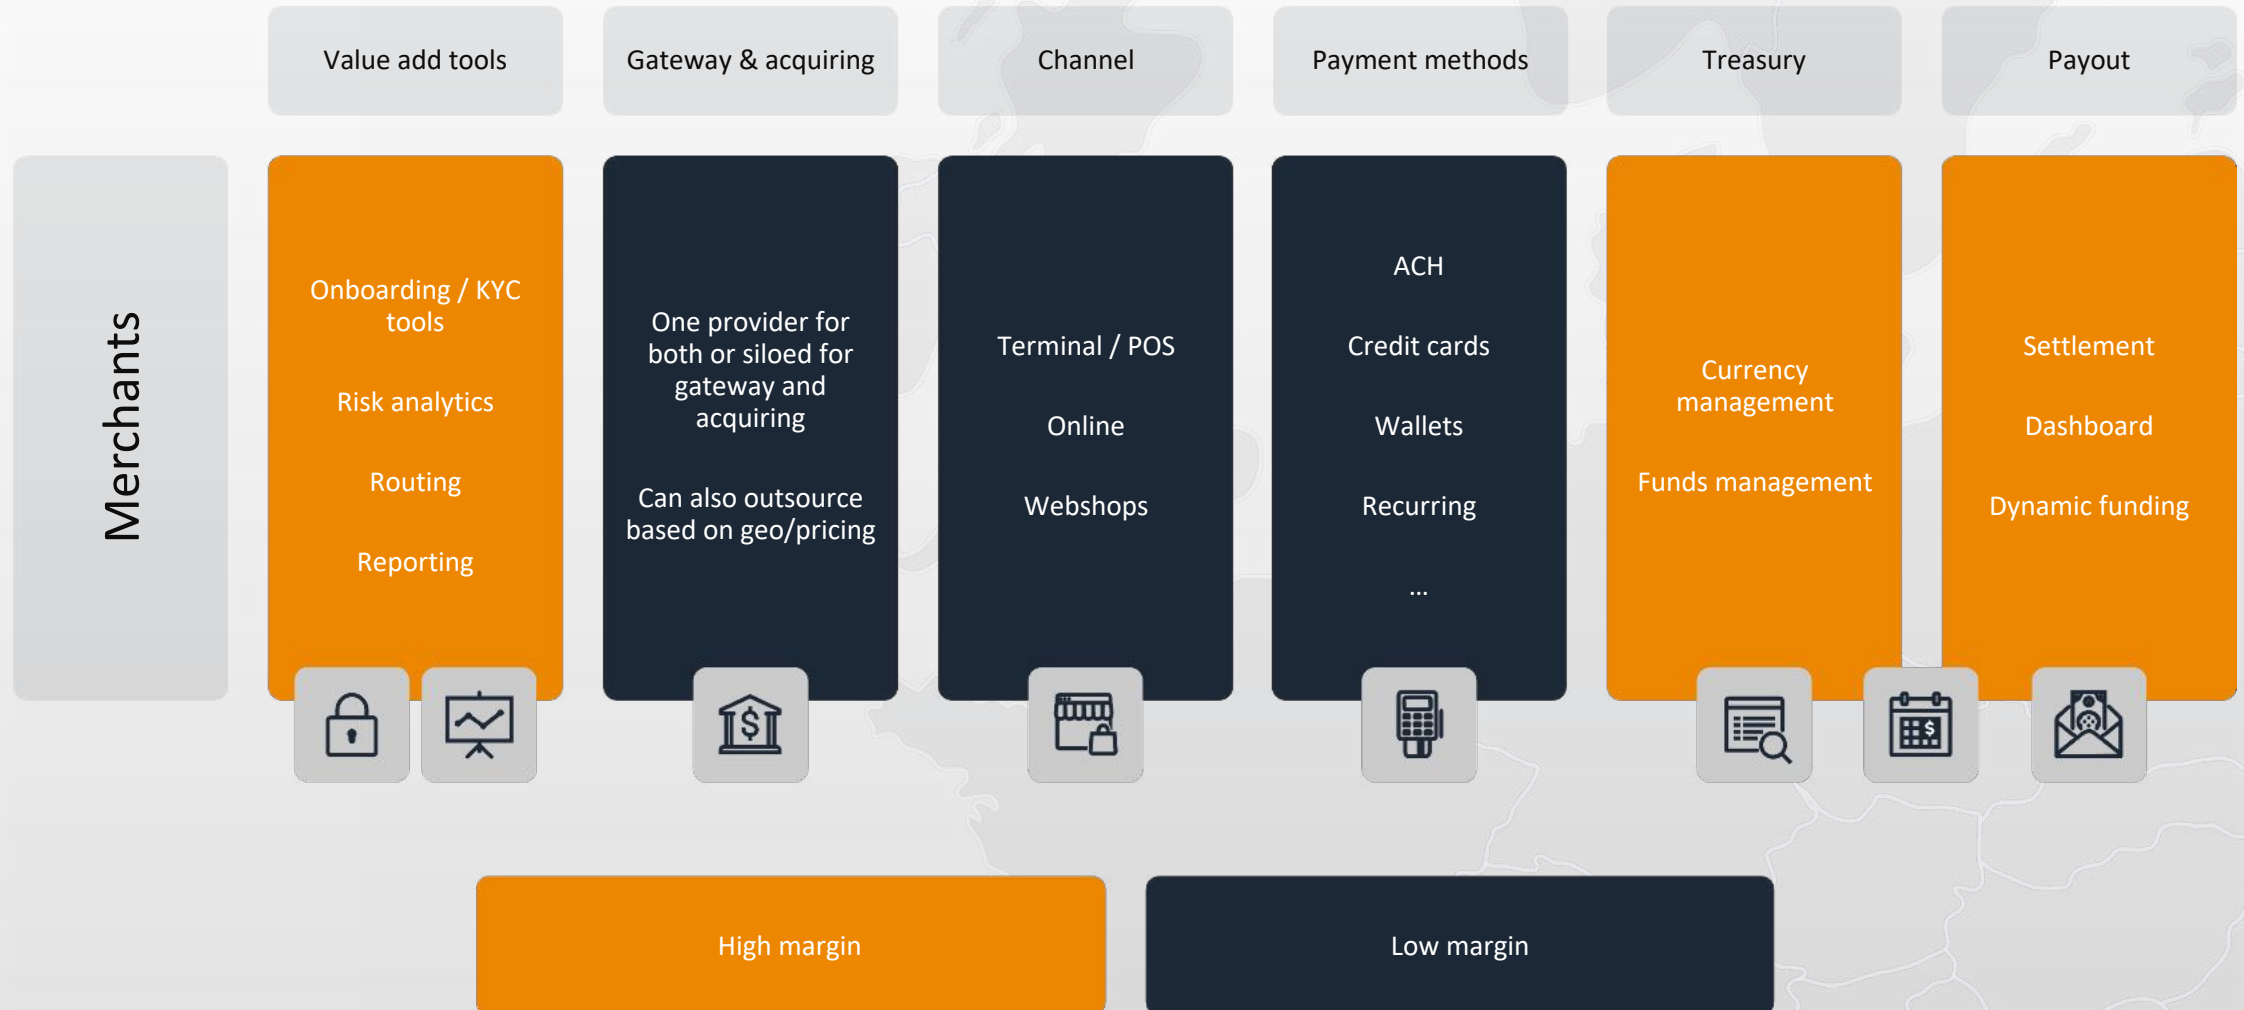 Value add tools
Gateway & acquiring
Channel
Payment methods
Treasury
Payout
Merchants
Onboarding / KYC
tools
Risk analytics
Routing
Reporting
One provider for
both or siloed for
gateway and
acquiring
Can also outsource
based on geo/pricing
Terminal / POS
Online
Webshops
ACH
Credit cards
Wallets
Recurring
...
Currency
management
Funds management
Settlement
Dashboard
Dynamic funding
$
$
High margin
Low margin